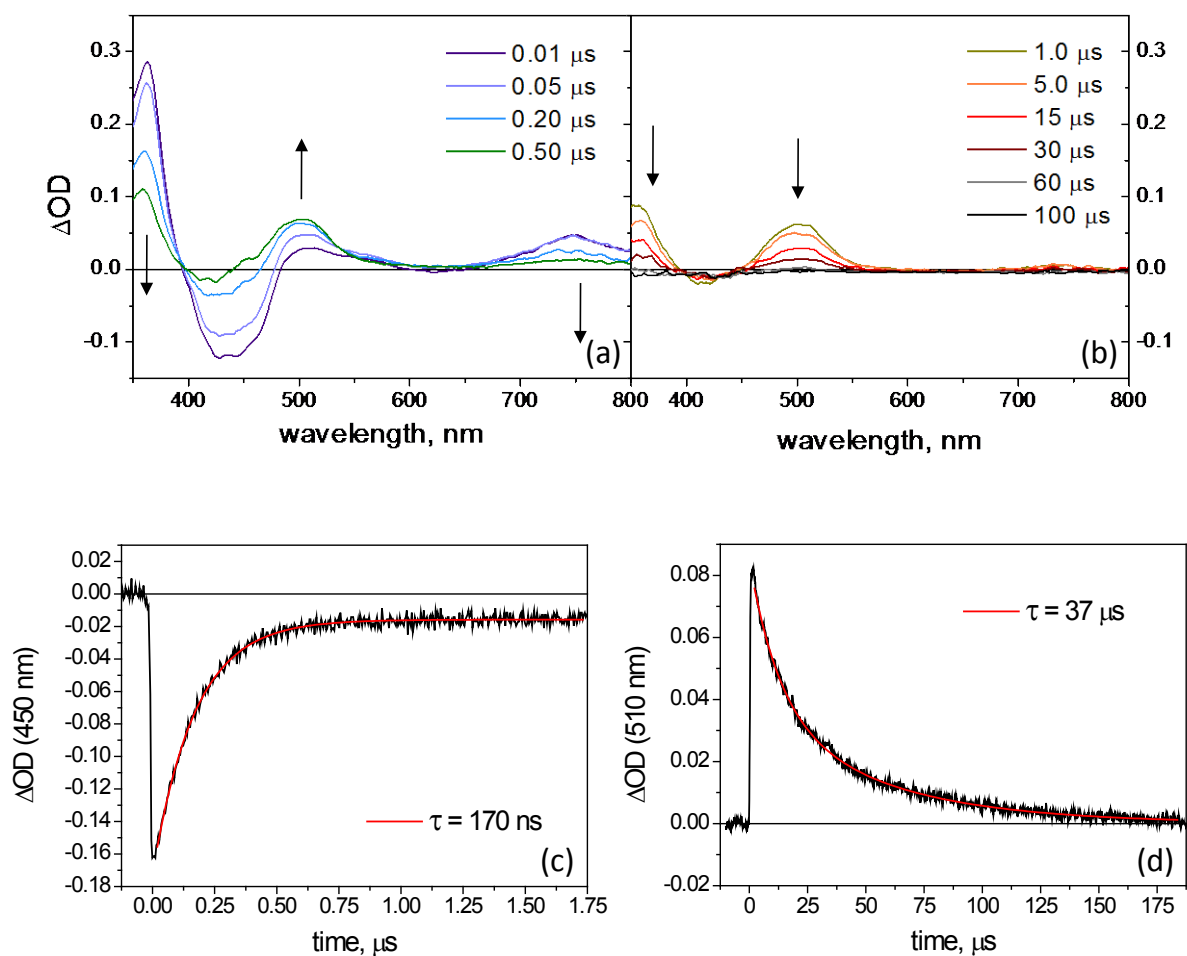 0.3
0.2
0.1
0.0
-0.1
ΔOD
0.01 μs
0.05 μs
0.20 μs
0.50 μs
(a)
400
500
600
700
800
wavelength, nm
1.0 μs
5.0 μs
15 μs
30 μs
60 μs
100 μs
(b)
0.3
0.2
0.1
0.0
-0.1
400
500
600
700
800
wavelength, nm
0.02
0.00
-0.02
-0.04
-0.06
-0.08
-0.10
-0.12
-0.14
-0.16
-0.18
ΔOD (450 nm)
τ = 170 ns
(c)
0.00
0.25
0.50
0.75
1.00
1.25
1.50
1.75
time, μs
0.08
0.06
0.04
0.02
0.00
-0.02
ΔOD (510 nm)
τ = 37 μs
(d)
0
25
50
75
100
125
150
175
time, μs